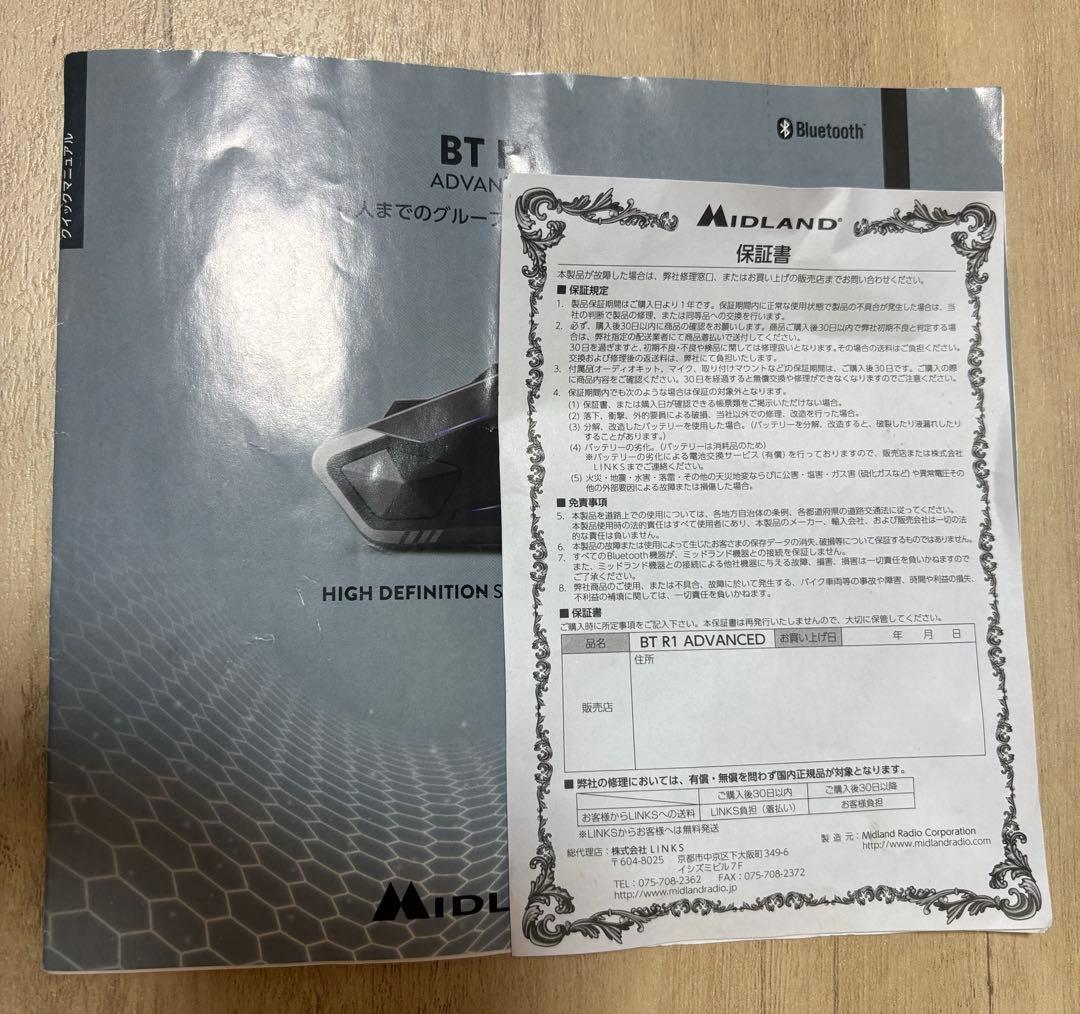 クイックマニュアル
Bluetooth
BT R1
ADVAN
人までのグループ
HIGH DEFINITION S
MIDL
MIDLAND
保証書
本製品が故障した場合は、弊社修理窓口、またはお買い上げの販売店までお問い合わせください。
■ 保証規定
1. 製品保証期間はご購入日より1年です。保証期間内に正常な使用状態で製品の不具合が発生した場合は、当
社の判断で製品の修理、または同等品への交換を行います。
2. 必ず、購入後30日以内に商品の確認をお願します。商品ご購入後30日以内で弊社初期不良と判定する場
合は、弊社指定の配送業者にて商品着払いで送付してください。
30日を過ぎますと、初期不良・不良や検品に関しては修理扱いとなります。その場合の送料はご負担ください。
交換および修理後の返送料は、弊社にて負担いたします。
3. 付属品(オーディオキット、マイク、取り付けマウントなど)の保証期間は、ご購入後30日です。ご購入の際
に商品内容をご確認ください。30日を経過すると無償交換や修理ができなくなりますのでご注意ください。
4. 保証期間内でも次のような場合は保証の対象外となります。
(1) 保証書、または購入日が確認できる帳票類をご掲示いただけない場合。
(2) 落下、衝撃、外的要員による破損、当社以外での修理、改造を行った場合。
(3) 分解、改造したバッテリーを使用した場合。(バッテリーを分解、改造すると、破裂したり液漏れしたり
することがあります。)
(4) バッテリーの劣化。(バッテリーは消耗品のため)
※バッテリーの劣化による電池交換サービス(有償)を行っておりますので、販売店または株式会社
LINKSまでご連絡ください。
(5) 火災・地震・水害・落雷・その他の天災地変ならびに公害・塩害・ガス害(硫化ガスなど)や異常電圧その
他の外部要因による故障または損傷した場合。
■ 免責事項
5. 本製品を道路上での使用については、各地方自治体の条例、各都道府県の道路交通法に従ってください。
本製品使用時の法的責任はすべて使用者にあり、本製品のメーカー、輸入会社、および販売会社は一切の法
的な責任は負いません。
6. 本製品の故障または使用によって生じたお客さまの保存データの消失、破損等について保証するものではありません。
7. すべてのBluetooth機器が、ミッドランド機器との接続を保証しません。
また、ミッドランド機器との接続による他社機器に与える故障、損害、損害は一切責任を負いかねますので
ご了承ください。
8. 弊社商品のご使用、または不具合、故障に於いて発生する、バイク車両等の事故や障害、時間や利益の損失、
不利益の補填に関しては、一切責任を負いかねます。
■ 保証書
ご購入時に所定事項をご記入下さい。本保証書は再発行いたしませんので、大切に保管してください。
品名 BT R1 ADVANCED お買い上げ日 年 月 日
住所
販売店
■ 弊社の修理においては、有償・無償を問わず国内正規品が対象となります。
ご購入後30日以内 ご購入後30日以降
お客様からLINKSへの送料 LINKS負担(着払い) お客様負担
※LINKSからお客様へは無料発送
製造元:Midland Radio Corporation
http://www.midlandradio.com
総代理店:株式会社 LINKS
〒604-8025 京都市中京区下大阪町349-6
イシズミビル7F
TEL:075-708-2362 FAX:075-708-2372
http://www.midlandradio.jp